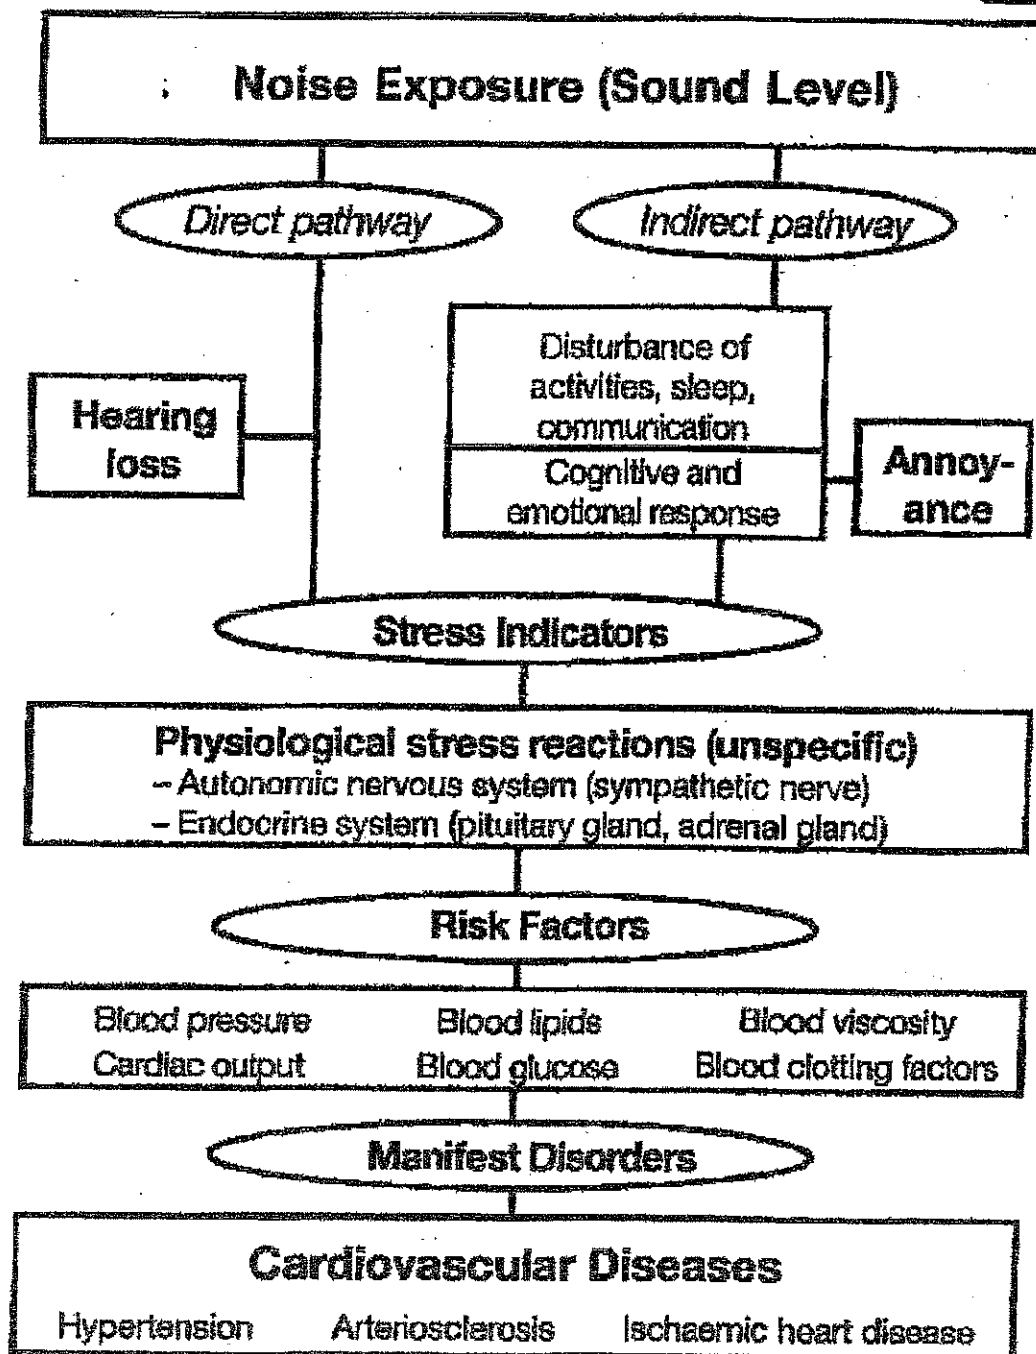 Noise Exposure (Sound Level)
Direct pathway
Indirect pathway
Disturbance of
activities, sleep,
communication
Hearing
loss
Cognitive and
emotional response
Annoy-
ance
Stress Indicators
Physiological stress reactions (unspecific)
– Autonomic nervous system (sympathetic nerve)
– Endocrine system (pituitary gland, adrenal gland)
Risk Factors
Blood pressure Blood lipids Blood viscosity
Cardiac output Blood glucose Blood clotting factors
Manifest Disorders
Cardiovascular Diseases
Hypertension Arteriosclerosis Ischaemic heart disease